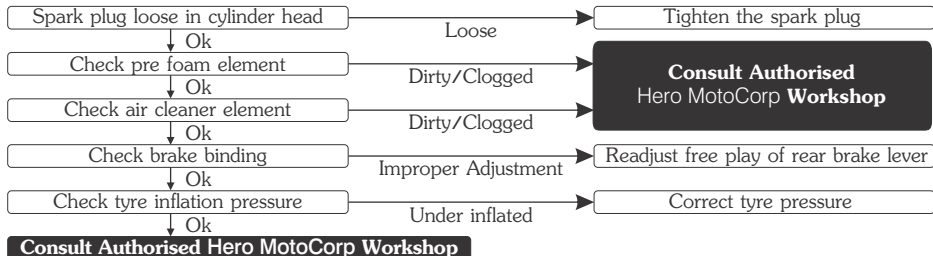 Spark plug loose in cylinder head
Loose
Tighten the spark plug
Ok
Check pre foam element
Dirty/Clogged
Consult Authorised
Hero MotoCorp Workshop
Ok
Check air cleaner element
Dirty/Clogged
Ok
Check brake binding
Improper Adjustment
Readjust free play of rear brake lever
Ok
Check tyre inflation pressure
Under inflated
Correct tyre pressure
Ok
Consult Authorised Hero MotoCorp Workshop